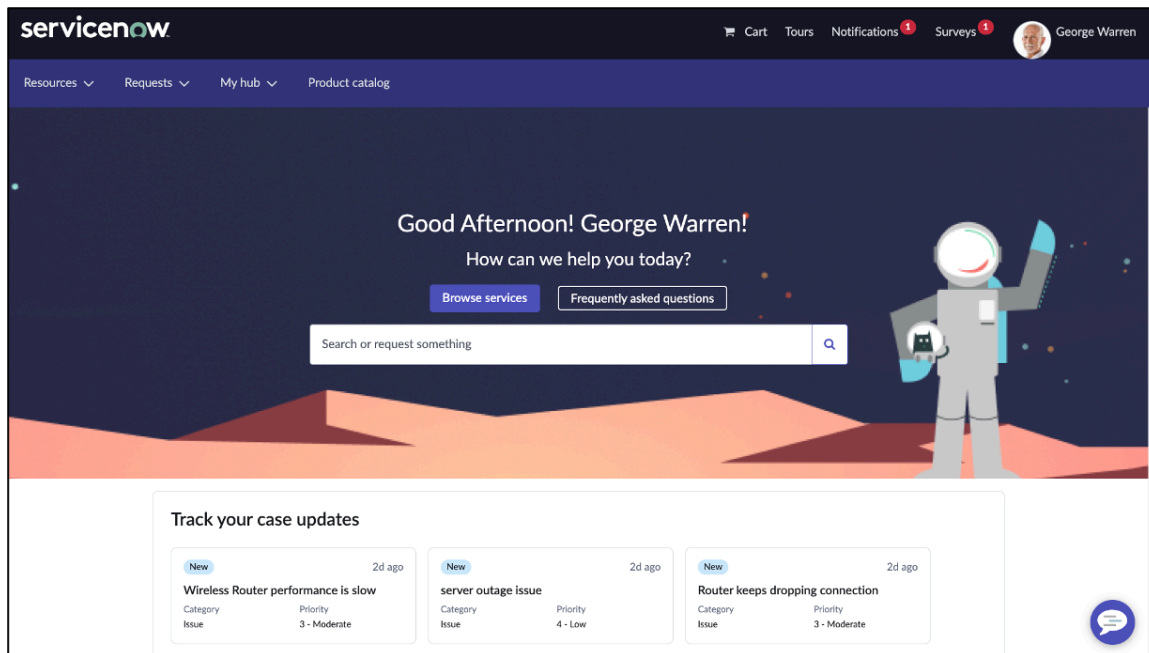 servicenow
Cart Tours Notifications 1 Surveys 1 George Warren
Resources Requests My hub Product catalog
Good Afternoon! George Warren!
How can we help you today?
Browse services Frequently asked questions
Search or request something
Track your case updates
New 2d ago New 2d ago New 2d ago
Wireless Router performance is slow server outage issue Router keeps dropping connection
Category Priority Category Priority Category Priority
Issue 3 - Moderate Issue 4 - Low Issue 3 - Moderate